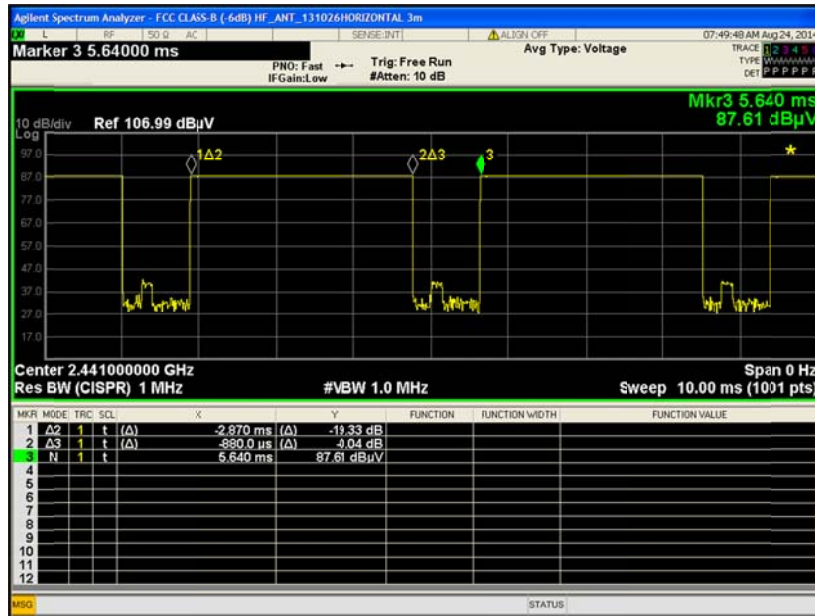 Agilent Spectrum Analyzer - FCC CLASS-B (-6dB) HF_ANT_131026HORIZONTAL 3m
L RF 50 Ω AC SENSE:INT ALIGN OFF 07:49:48 AM Aug 24, 2014
Marker 3 5.64000 ms
PNO: Fast
IFGain:Low
Trig: Free Run
#Atten: 10 dB
Avg Type: Voltage
TRACE 1 2 3 4 5
TYPE
DET P P P P P
Mkr3 5.640 ms
87.61 dBµV
10 dB/div Ref 106.99 dBµV
Log
97.0
87.0
77.0
67.0
57.0
47.0
37.0
27.0
17.0
1Δ2
2Δ3
3
*
Center 2.441000000 GHz Span 0 Hz
Res BW (CISPR) 1 MHz #VBW 1.0 MHz Sweep 10.00 ms (1001 pts)
MKR MODE TRC SCL X Y FUNCTION FUNCTION WIDTH FUNCTION VALUE
1 Δ2 1 t (Δ) -2.870 ms (Δ) -19.33 dB
2 Δ3 1 t (Δ) -880.0 µs (Δ) -0.04 dB
3 N 1 t 5.640 ms 87.61 dBµV
4
5
6
7
8
9
10
11
12
MSG STATUS